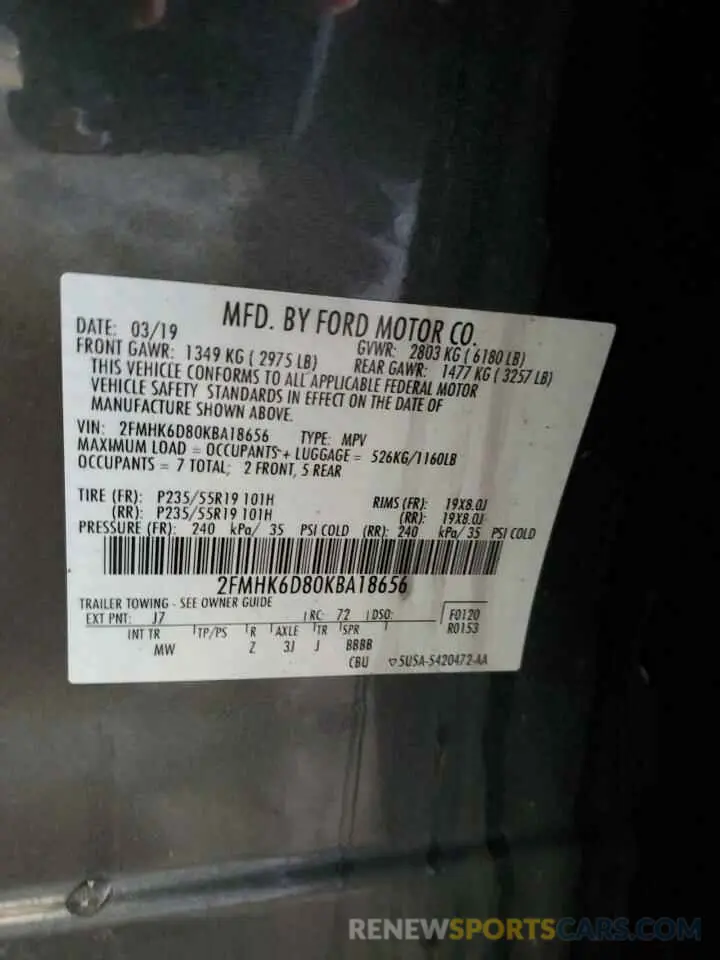 MFD. BY FORD MOTOR CO.
DATE: 03/19 GVWR: 2803 KG ( 6180 LB)
FRONT GAWR: 1349 KG ( 2975 LB) REAR GAWR: 1477 KG ( 3257 LB)
THIS VEHICLE CONFORMS TO ALL APPLICABLE FEDERAL MOTOR
VEHICLE SAFETY STANDARDS IN EFFECT ON THE DATE OF
MANUFACTURE SHOWN ABOVE.
VIN: 2FMHK6D80KBA18656 TYPE: MPV
MAXIMUM LOAD = OCCUPANTS + LUGGAGE = 526KG/1160LB
OCCUPANTS = 7 TOTAL; 2 FRONT, 5 REAR
TIRE (FR): P235/55R19 101H RIMS (FR): 19X8.0J
(RR): P235/55R19 101H (RR): 19X8.0J
PRESSURE (FR): 240 kPa/ 35 PSI COLD (RR): 240 kPa/ 35 PSI COLD
2FMHK6D80KBA18656
TRAILER TOWING - SEE OWNER GUIDE
EXT PNT: J7 RC: 72 DSO: F0120
INT TR TP/PS R AXLE TR SPR R0153
MW Z 3J J BBBB
CBU 5USA-5420472-AA
RENEWSPORTSCARS.COM